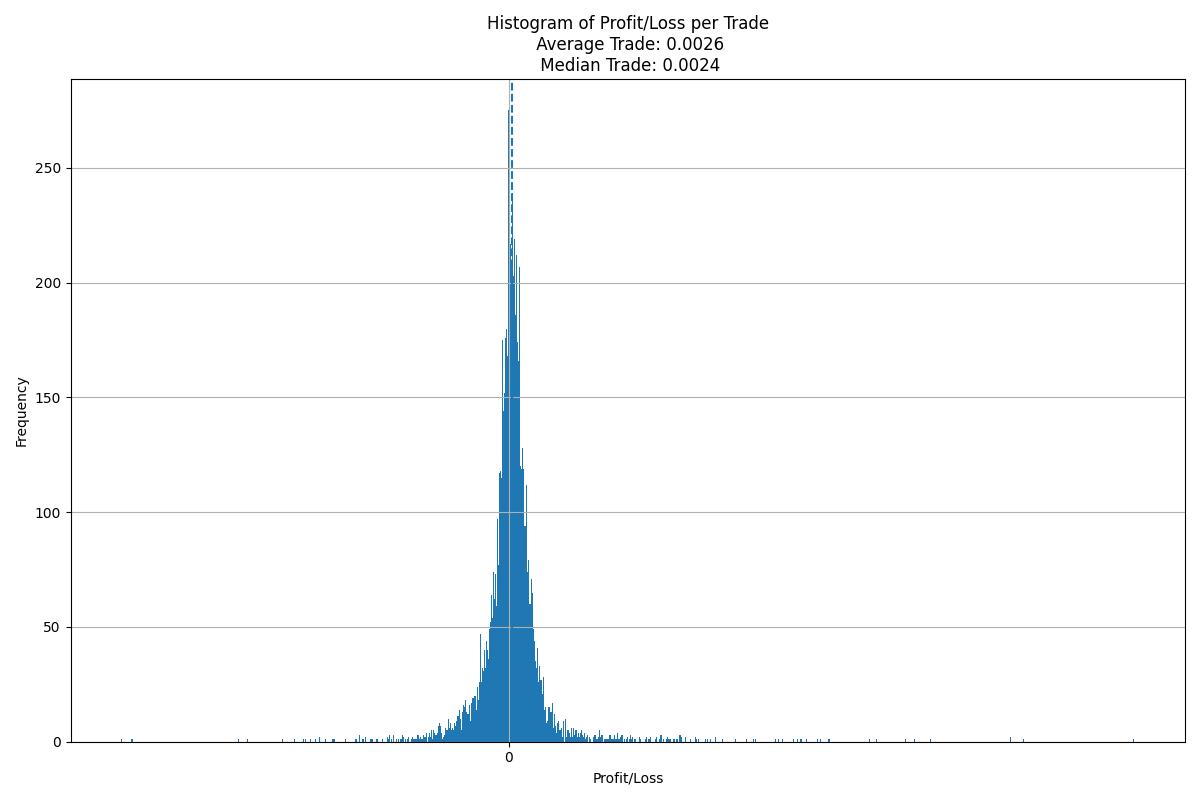 Histogram of Profit/Loss per Trade
Average Trade: 0.0026
Median Trade: 0.0024
250
200
150
100
50
0
Frequency
0
Profit/Loss